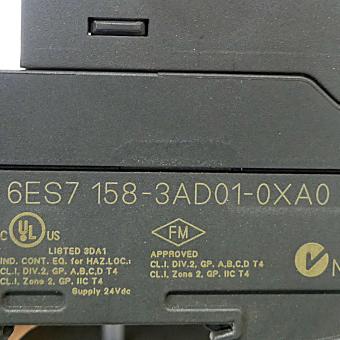 6ES7 158-3AD01-0XA0
C UL US
LISTED 3DA1
IND. CONT. EQ. for HAZ.LOC.:
CL.I, DIV.2, GP. A,B,C,D T4
CL.I, Zone 2, GP. IIC T4
Supply 24Vdc
FM
APPROVED
CL.I, DIV.2, GP. A,B,C,D T4
CL.I, Zone 2, GP. IIC T4
N